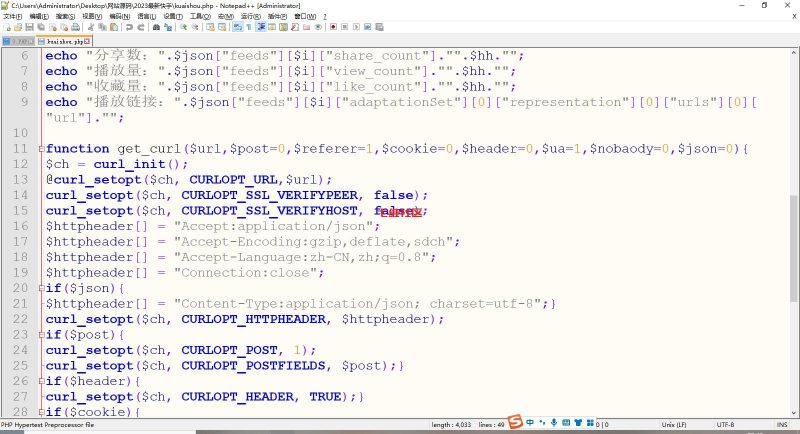 C:\Users\Administrator\Desktop\网站源码\2023最新快手\kuaishou.php - Notepad++ [Administrator]
文件(F) 编辑(E) 搜索(S) 视图(V) 编码(N) 语言(L) 设置(T) 工具(O) 宏(M) 运行(R) 插件(P) 窗口(W) ?
kuaishou.php
6 echo "分享数：".$json["feeds"][$i]["share_count"]."".$hh."";
7 echo "播放量：".$json["feeds"][$i]["view_count"]."".$hh."";
8 echo "收藏量：".$json["feeds"][$i]["like_count"]."".$hh."";
9 echo "播放链接：".$json["feeds"][$i]["adaptationSet"][0]["representation"][0]["urls"][0][
"url"]."";
10
11 function get_curl($url,$post=0,$referer=1,$cookie=0,$header=0,$ua=1,$nobaody=0,$json=0){
12 $ch = curl_init();
13 @curl_setopt($ch, CURLOPT_URL,$url);
14 curl_setopt($ch, CURLOPT_SSL_VERIFYPEER, false);
15 curl_setopt($ch, CURLOPT_SSL_VERIFYHOST, false);
16 $httpheader[] = "Accept:application/json";
17 $httpheader[] = "Accept-Encoding:gzip,deflate,sdch";
18 $httpheader[] = "Accept-Language:zh-CN,zh;q=0.8";
19 $httpheader[] = "Connection:close";
20 if($json){
21 $httpheader[] = "Content-Type:application/json; charset=utf-8";}
22 curl_setopt($ch, CURLOPT_HTTPHEADER, $httpheader);
23 if($post){
24 curl_setopt($ch, CURLOPT_POST, 1);
25 curl_setopt($ch, CURLOPT_POSTFIELDS, $post);}
26 if($header){
27 curl_setopt($ch, CURLOPT_HEADER, TRUE);}
28 if($cookie){
PHP Hypertext Preprocessor file length : 4,033 lines : 49 中 0 | 0 Unix (LF) UTF-8 INS